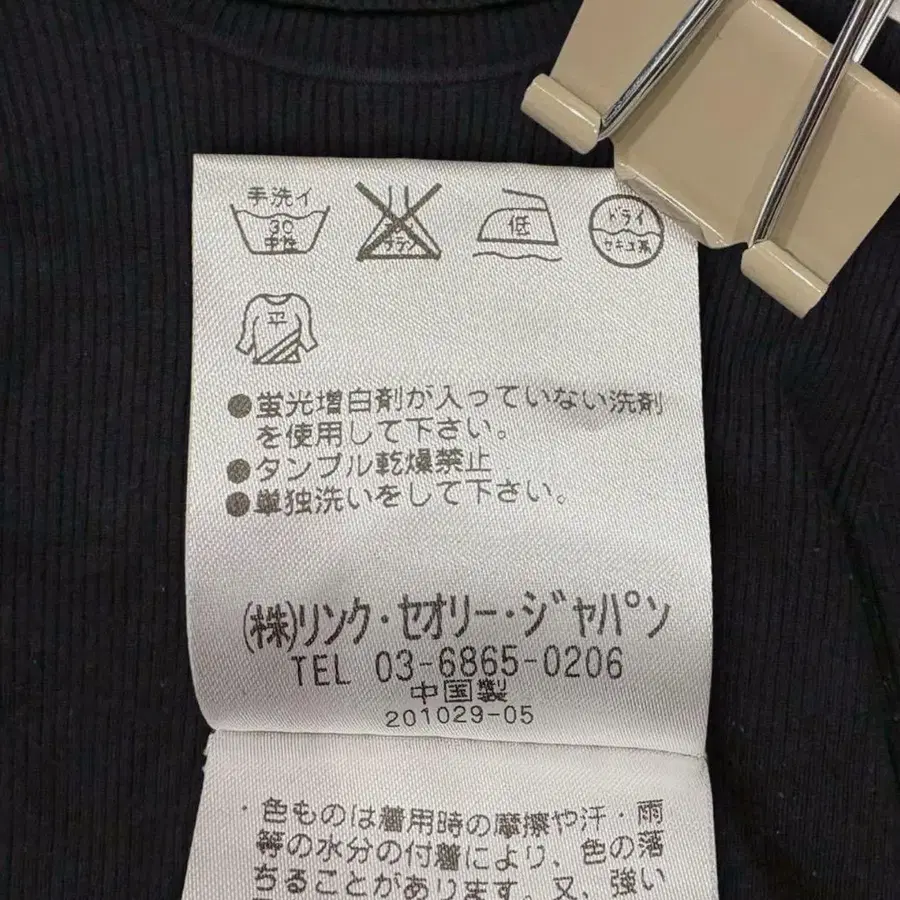 手洗イ
30
中性
低
ドライ
セキユ系
平
●蛍光増白剤が入っていない洗剤
を使用して下さい。
●タンブル乾燥禁止
●単独洗いをして下さい。
(株)リンク・セオリー・ジャパン
TEL 03-6865-0206
中国製
201029-05
・色ものは着用時の摩擦や汗・雨
等の水分の付着により、色の落
ちることがあります。又、強い